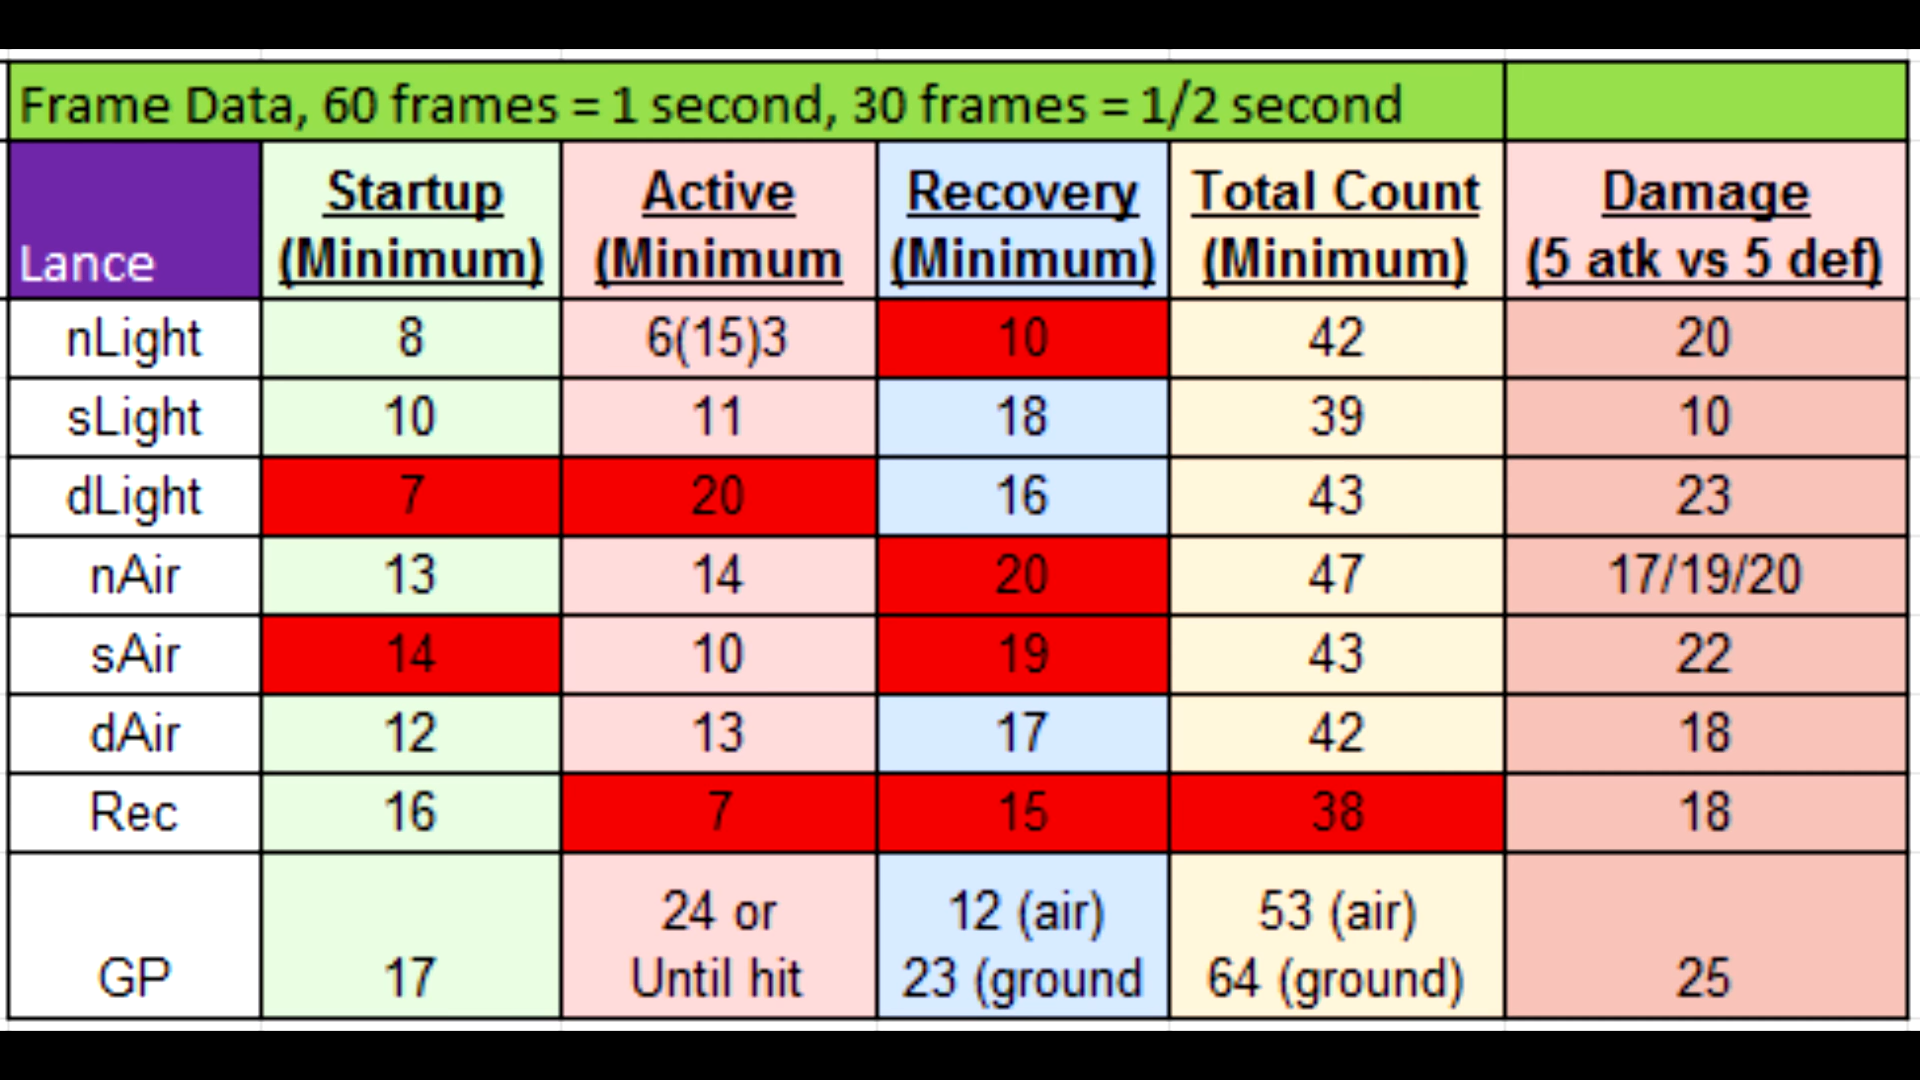 Frame Data, 60 frames = 1 second, 30 frames = 1/2 second
Lance Startup (Minimum) Active (Minimum Recovery (Minimum) Total Count (Minimum) Damage (5 atk vs 5 def)
nLight 8 6(15)3 10 42 20
sLight 10 11 18 39 10
dLight 7 20 16 43 23
nAir 13 14 20 47 17/19/20
sAir 14 10 19 43 22
dAir 12 13 17 42 18
Rec 16 7 15 38 18
GP 17 24 or Until hit 12 (air) 23 (ground 53 (air) 64 (ground) 25